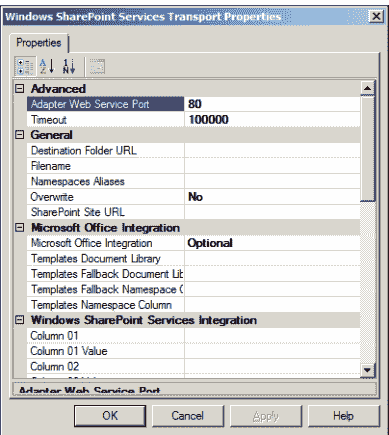 Windows SharePoint Services Transport Properties
Properties
Advanced
Adapter Web Service Port 80
Timeout 100000
General
Destination Folder URL
Filename
Namespaces Aliases
Overwrite No
SharePoint Site URL
Microsoft Office Integration
Microsoft Office Integration Optional
Templates Document Library
Templates Fallback Document Lib
Templates Fallback Namespace C
Templates Namespace Column
Windows SharePoint Services Integration
Column 01
Column 01 Value
Column 02
Adapter Web Service Port
OK Cancel Apply Help